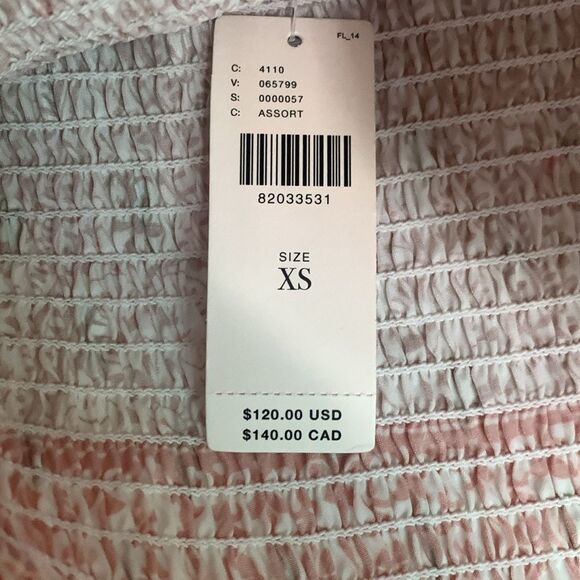 FL_14
C: 4110
V: 065799
S: 0000057
C: ASSORT
82033531
SIZE
XS
$120.00 USD
$140.00 CAD